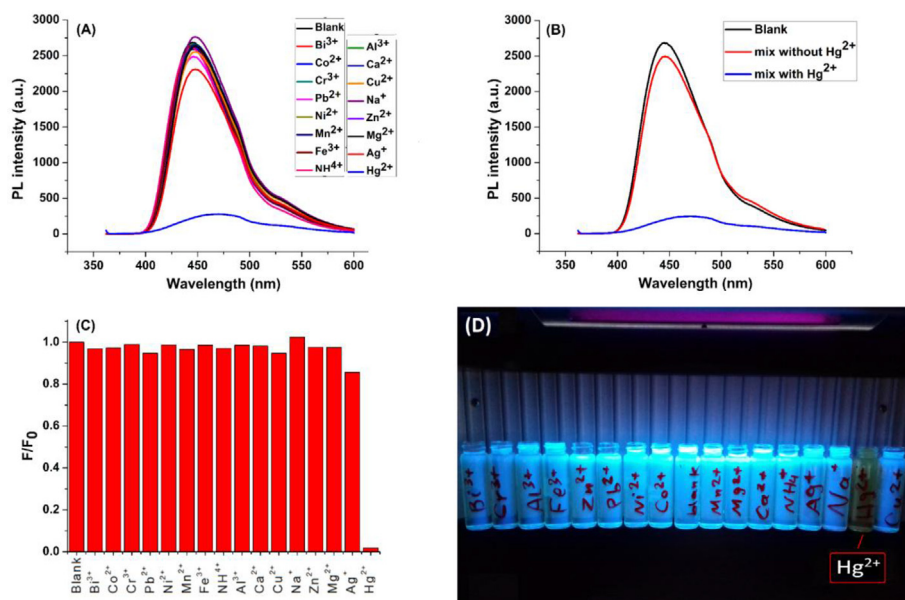 (A)
3000
2500
2000
1500
1000
500
0
PL intensity (a.u.)
350 400 450 500 550 600
Wavelength (nm)
Blank
Bi3+
Co2+
Cr3+
Pb2+
Ni2+
Mn2+
Fe3+
NH4+
Al3+
Ca2+
Cu2+
Na+
Zn2+
Mg2+
Ag+
Hg2+
(B)
3000
2500
2000
1500
1000
500
0
PL intensity (a.u.)
350 400 450 500 550 600
Wavelength (nm)
Blank
mix without Hg2+
mix with Hg2+
(C)
1.0
0.8
0.6
0.4
0.2
0.0
F/F0
Blank
Bi3+
Co2+
Cr3+
Pb2+
Ni2+
Mn2+
Fe3+
NH4+
Al3+
Ca2+
Cu2+
Na+
Zn2+
Mg2+
Ag+
Hg2+
(D)
Bi3+ Cr3+ Al3+ Fe3+ Zn2+ Pb2+ Ni2+ Co2+ blank Mn2+ Mg2+ Ca2+ NH4 Ag+ Na+ Hg2+ Cu2+
Hg2+